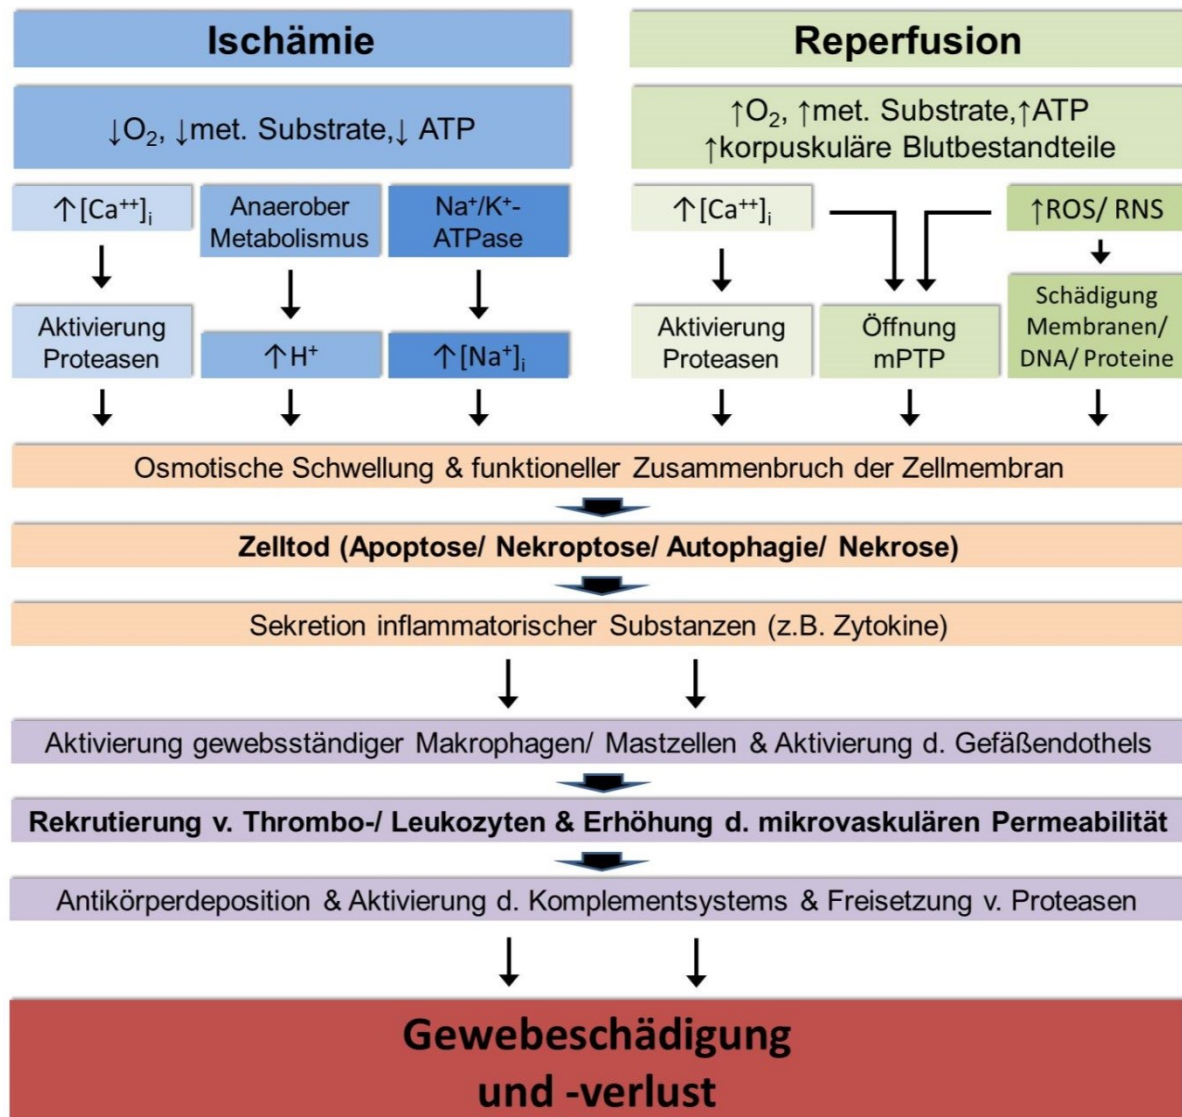 Ischämie
Reperfusion
↓O₂, ↓met. Substrate,↓ ATP
↑O₂, ↑met. Substrate,↑ATP
↑korpuskuläre Blutbestandteile
↑[Ca⁺⁺]ᵢ
Anaerober
Metabolismus
Na⁺/K⁺-
ATPase
↑[Ca⁺⁺]ᵢ
↑ROS/ RNS
Aktivierung
Proteasen
↑H⁺
↑[Na⁺]ᵢ
Aktivierung
Proteasen
Öffnung
mPTP
Schädigung
Membranen/
DNA/ Proteine
Osmotische Schwellung & funktioneller Zusammenbruch der Zellmembran
Zelltod (Apoptose/ Nekroptose/ Autophagie/ Nekrose)
Sekretion inflammatorischer Substanzen (z.B. Zytokine)
Aktivierung gewebsständiger Makrophagen/ Mastzellen & Aktivierung d. Gefäßendothels
Rekrutierung v. Thrombo-/ Leukozyten & Erhöhung d. mikrovaskulären Permeabilität
Antikörperdeposition & Aktivierung d. Komplementsystems & Freisetzung v. Proteasen
Gewebeschädigung
und -verlust